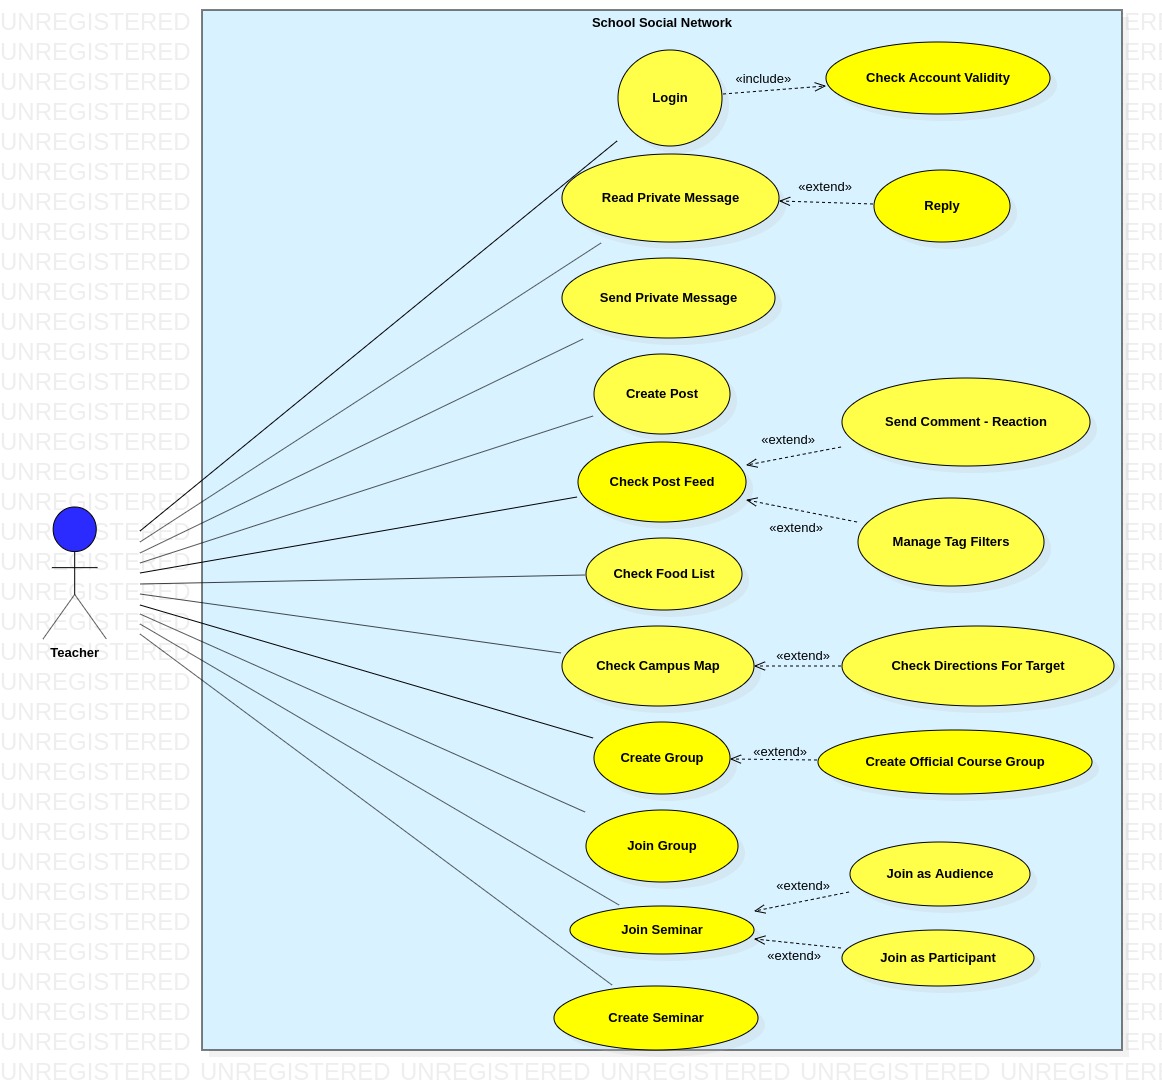 School Social Network
Login
«include»
Check Account Validity
Read Private Message
«extend»
Reply
Send Private Message
Create Post
Send Comment - Reaction
«extend»
Check Post Feed
«extend»
Manage Tag Filters
Check Food List
Teacher
Check Campus Map
«extend»
Check Directions For Target
Create Group
«extend»
Create Official Course Group
Join Group
Join as Audience
«extend»
Join Seminar
«extend»
Join as Participant
Create Seminar
UNREGISTERED UNREGISTERED UNREGISTERED UNREGISTERED UNREGISTERED UNREGISTERED